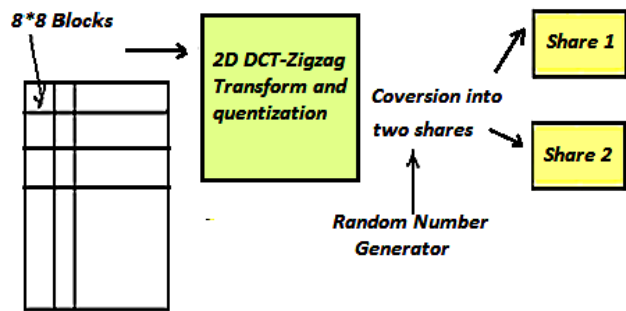 8*8 Blocks
2D DCT-Zigzag
Transform and
quentization
Coversion into
two shares
Share 1
Share 2
Random Number
Generator